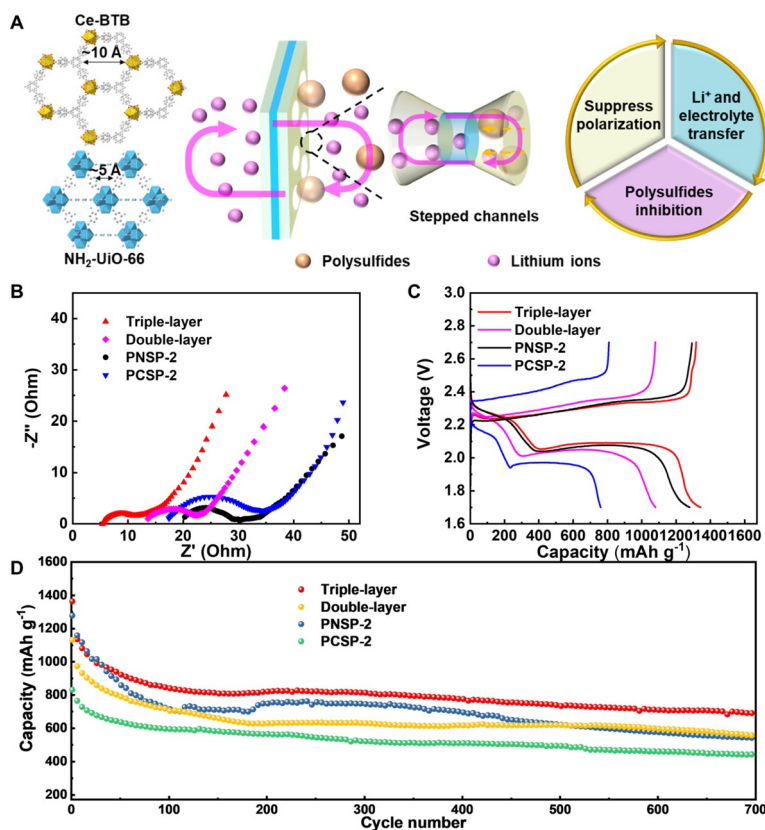 A
Ce-BTB
~10 Å
~5 Å
NH₂-UiO-66
Stepped channels
Polysulfides
Lithium ions
Suppress
polarization
Li⁺ and
electrolyte
transfer
Polysulfides
inhibition
B
40
30
20
10
0
-Z'' (Ohm)
Triple-layer
Double-layer
PNSP-2
PCSP-2
0 10 20 30 40 50
Z' (Ohm)
C
3.0
2.8
2.6
2.4
2.2
2.0
1.8
1.6
Voltage (V)
Triple-layer
Double-layer
PNSP-2
PCSP-2
0 200 400 600 800 1000 1200 1400 1600
Capacity (mAh g⁻¹)
D
1600
1400
1200
1000
800
600
400
200
Capacity (mAh g⁻¹)
Triple-layer
Double-layer
PNSP-2
PCSP-2
0 100 200 300 400 500 600 700
Cycle number